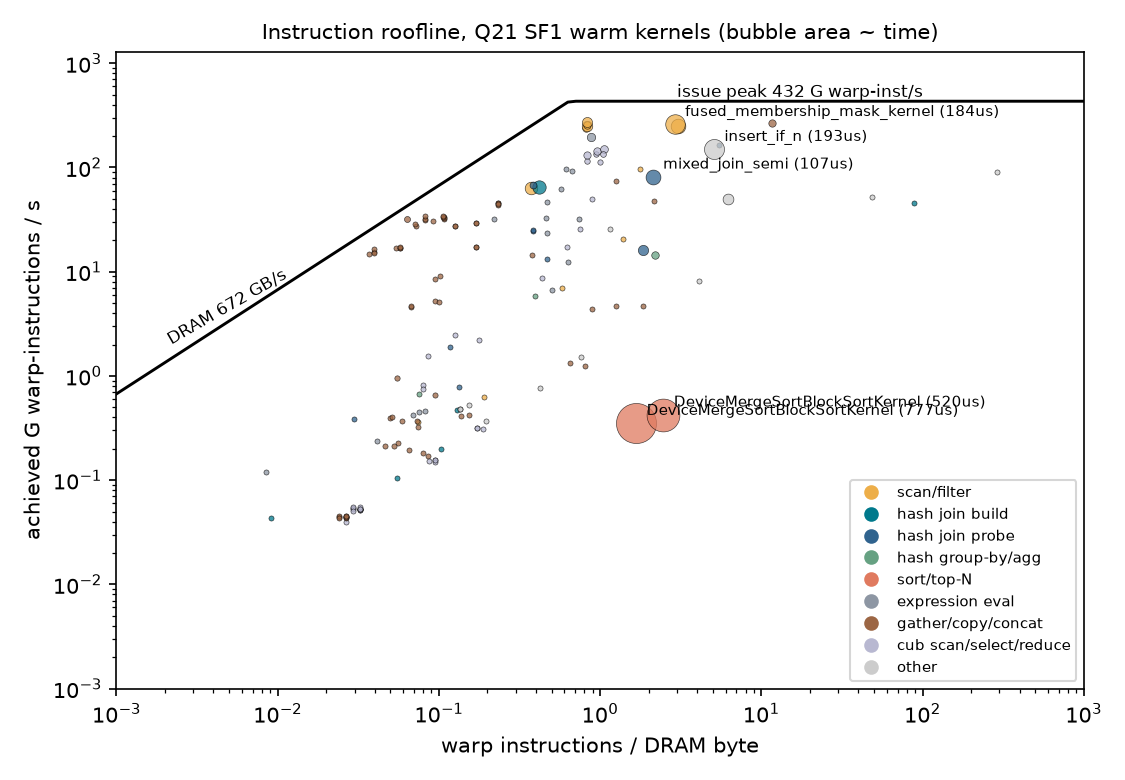 Instruction roofline, Q21 SF1 warm kernels (bubble area ~ time)
achieved G warp-instructions / s
10³
10²
10¹
10⁰
10⁻¹
10⁻²
10⁻³
issue peak 432 G warp-inst/s
fused_membership_mask_kernel (184us)
insert_if_n (193us)
mixed_join_semi (107us)
DRAM 672 GB/s
DeviceMergeSortBlockSortKernel (520us)
DeviceMergeSortBlockSortKernel (777us)
scan/filter
hash join build
hash join probe
hash group-by/agg
sort/top-N
expression eval
gather/copy/concat
cub scan/select/reduce
other
10⁻³ 10⁻² 10⁻¹ 10⁰ 10¹ 10² 10³
warp instructions / DRAM byte